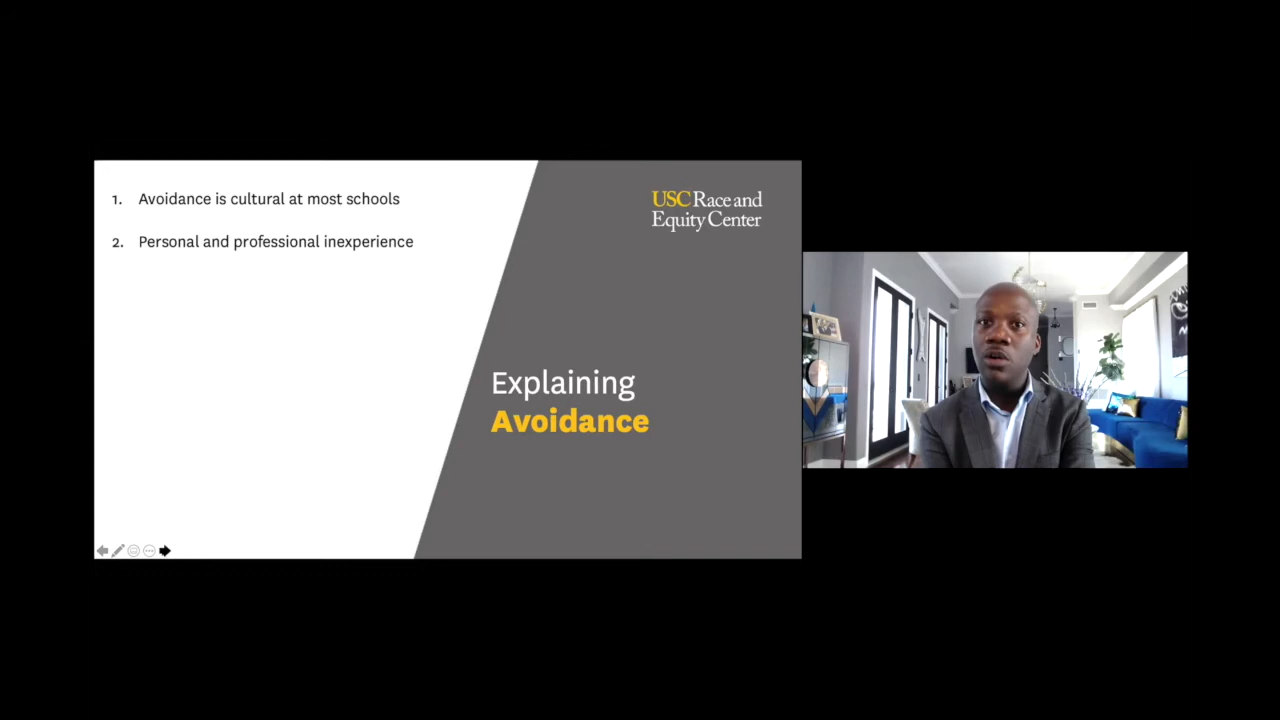 1. Avoidance is cultural at most schools
2. Personal and professional inexperience
USC Race and
Equity Center
Explaining
Avoidance